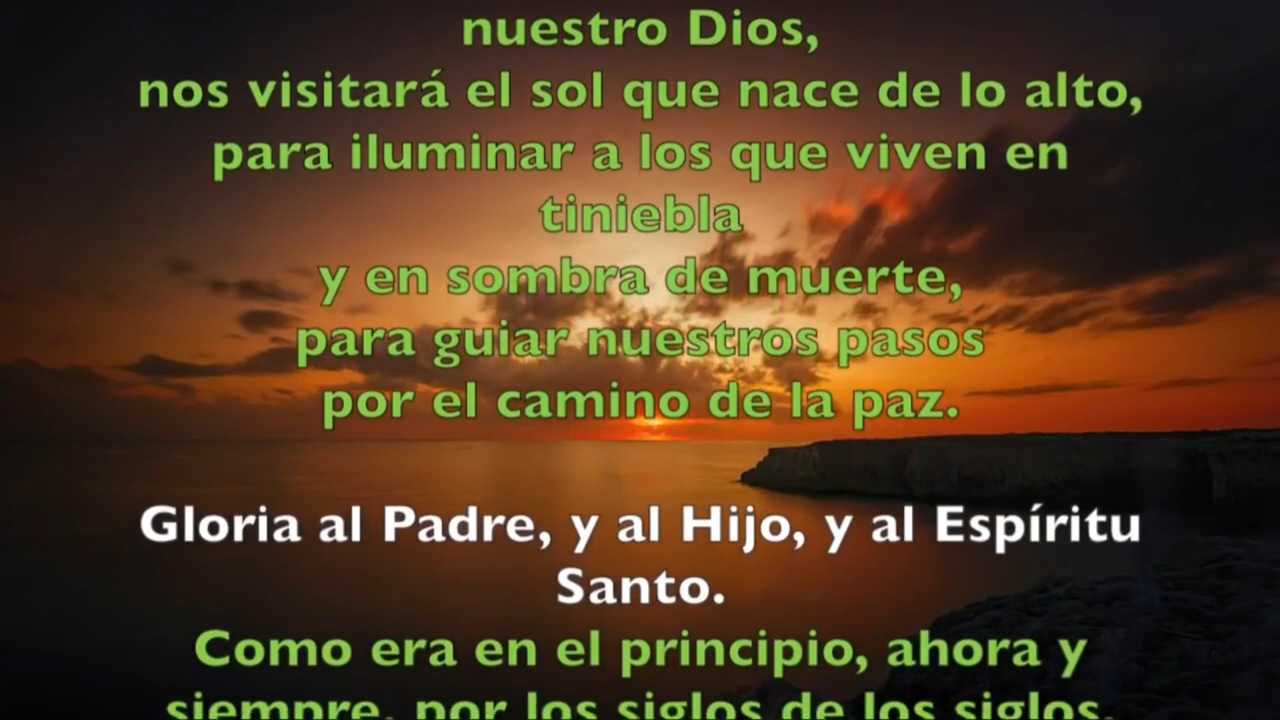 nuestro Dios,
nos visitará el sol que nace de lo alto,
para iluminar a los que viven en
tiniebla
y en sombra de muerte,
para guiar nuestros pasos
por el camino de la paz.
Gloria al Padre, y al Hijo, y al Espíritu
Santo.
Como era en el principio, ahora y
siempre, por los siglos de los siglos.